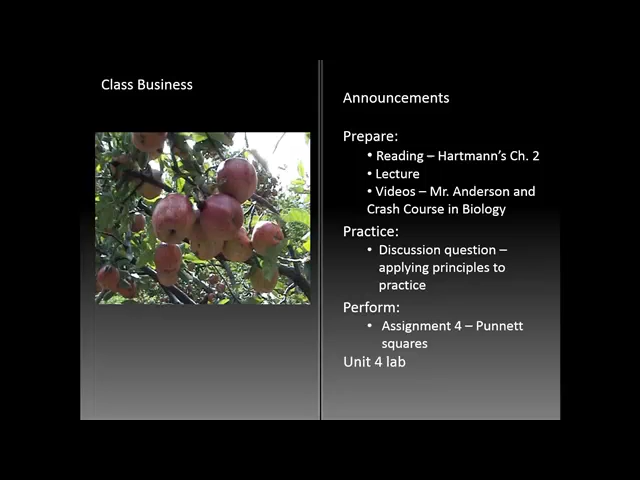 Class Business
Announcements
Prepare:
• Reading – Hartmann's Ch. 2
• Lecture
• Videos – Mr. Anderson and
Crash Course in Biology
Practice:
• Discussion question –
applying principles to
practice
Perform:
• Assignment 4 – Punnett
squares
Unit 4 lab